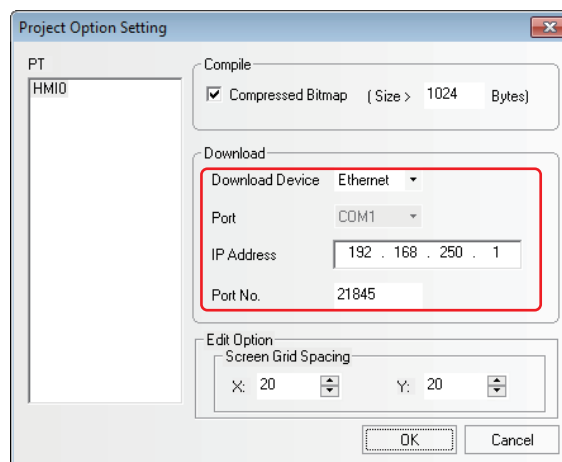 Project Option Setting
PT
HMI0
Compile
Compressed Bitmap ( Size > 1024 Bytes)
Download
Download Device Ethernet
Port COM1
IP Address 192 . 168 . 250 . 1
Port No. 21845
Edit Option
Screen Grid Spacing
X: 20 Y: 20
OK Cancel